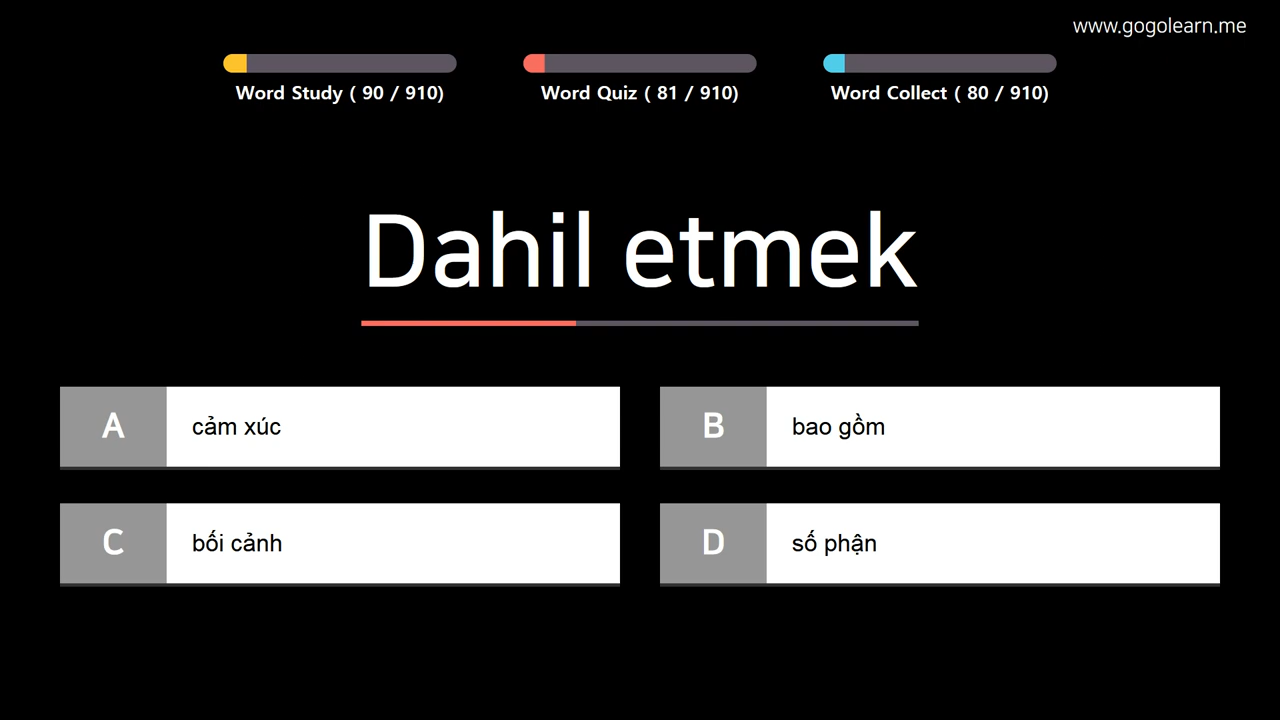 www.gogolearn.me
Word Study ( 90 / 910)
Word Quiz ( 81 / 910)
Word Collect ( 80 / 910)
Dahil etmek
A
cảm xúc
B
bao gồm
C
bối cảnh
D
số phận